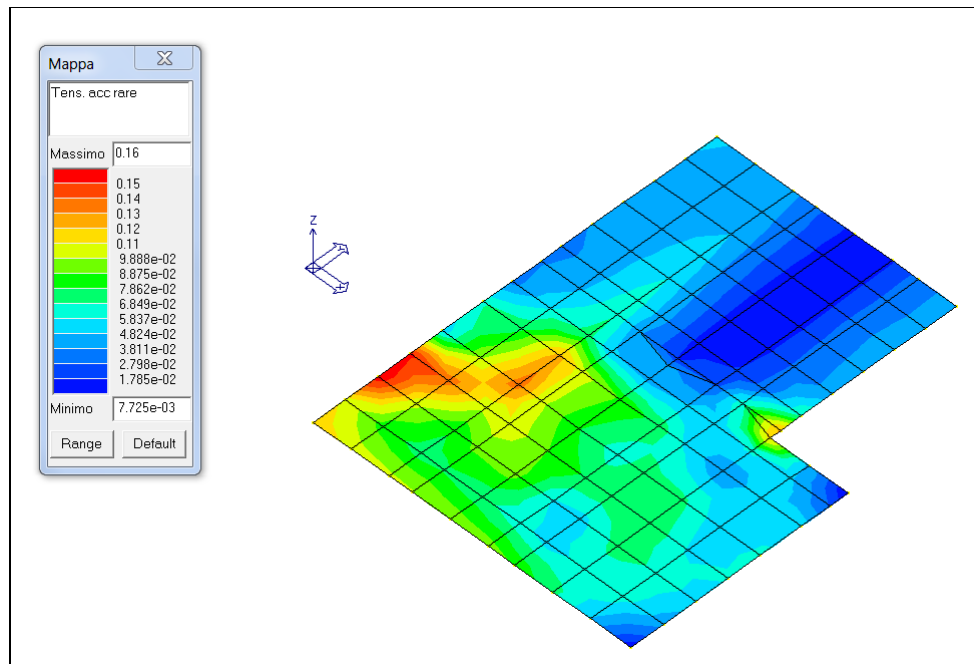 Mappa
Tens. acc rare
Massimo 0.16
0.15
0.14
0.13
0.12
0.11
9.888e-02
8.875e-02
7.862e-02
6.849e-02
5.837e-02
4.824e-02
3.811e-02
2.798e-02
1.785e-02
Minimo 7.725e-03
Range Default
Z